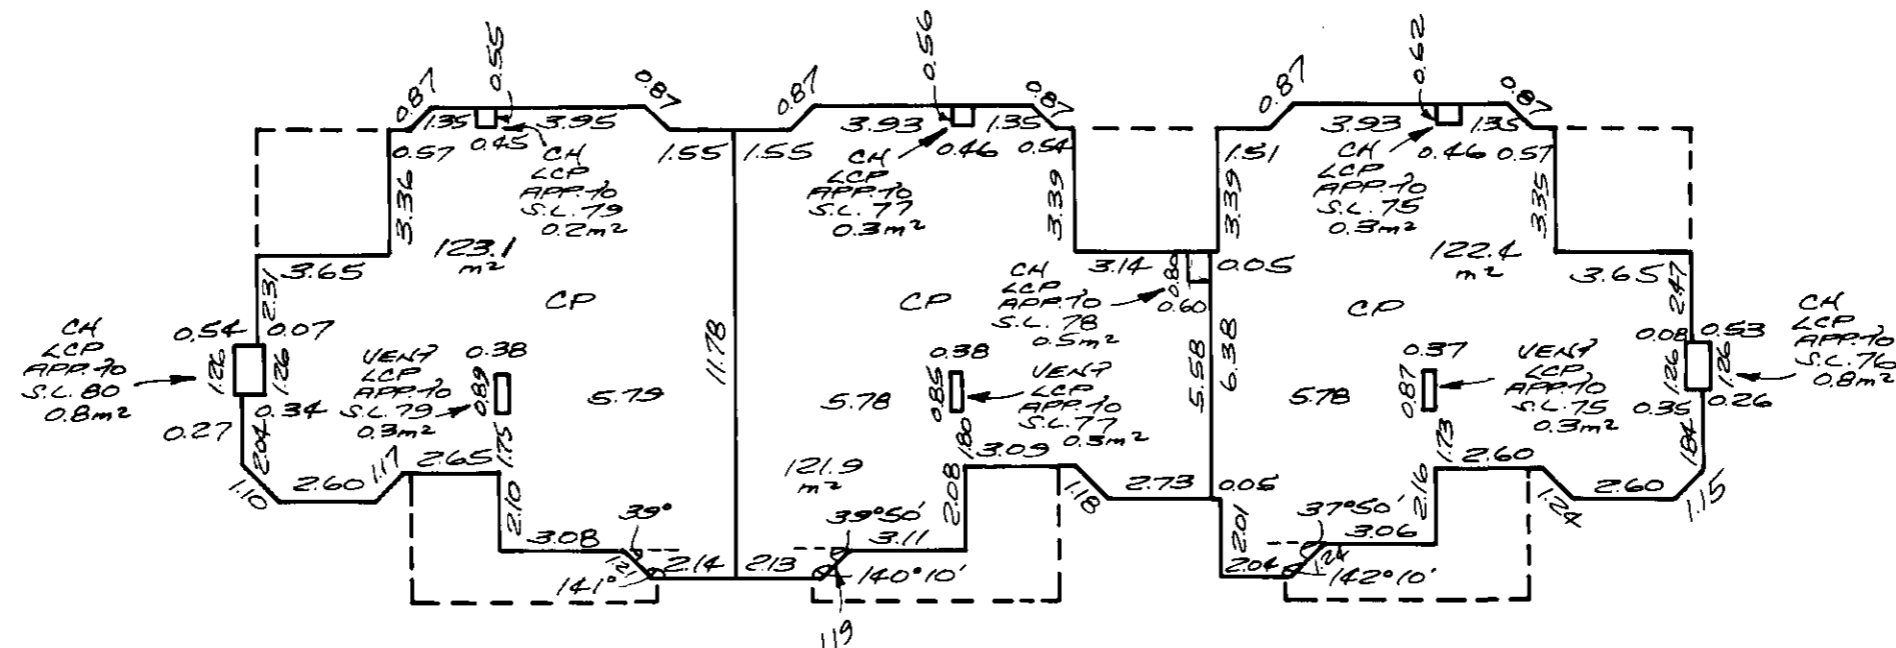 0.87
0.55
0.87
1.35
3.95
0.57
0.45
CH
LCP
APP. TO
S.L. 79
0.2m²
1.55
3.36
3.65
123.1
m²
CP
2.31
0.54
0.07
1.26
1.26
CH
LCP
APP. TO
S.L. 80
0.8m²
0.34
0.27
2.04
1.10
2.60
1.17
2.65
VENT
LCP
APP. TO
S.L. 79
0.3m²
0.38
0.89
1.75
5.79
11.78
2.10
3.08
39°
1.21
141°
2.14
0.87
0.56
0.87
1.55
3.93
1.35
0.46
0.54
CH
LCP
APP. TO
S.L. 77
0.3m²
3.39
CP
3.14
CH
LCP
APP. TO
S.L. 78
0.5m²
0.80
0.60
0.05
5.78
0.38
0.85
VENT
LCP
APP. TO
S.L. 77
0.3m²
1.80
3.09
5.58
6.38
121.9
m²
2.08
1.18
2.73
0.05
39°50'
3.11
2.13
140°10'
1.19
0.87
0.62
0.87
1.51
3.93
1.35
0.46
0.57
CH
LCP
APP. TO
S.L. 75
0.3m²
3.39
3.35
122.4
m²
3.65
CP
2.47
0.08
0.53
1.26
1.26
CH
LCP
APP. TO
S.L. 76
0.8m²
0.35
0.26
5.78
0.37
0.87
VENT
LCP
APP. TO
S.L. 75
0.3m²
1.73
2.60
1.84
2.16
1.24
2.60
1.15
37°50'
3.06
2.01
2.04
1.24
142°10'